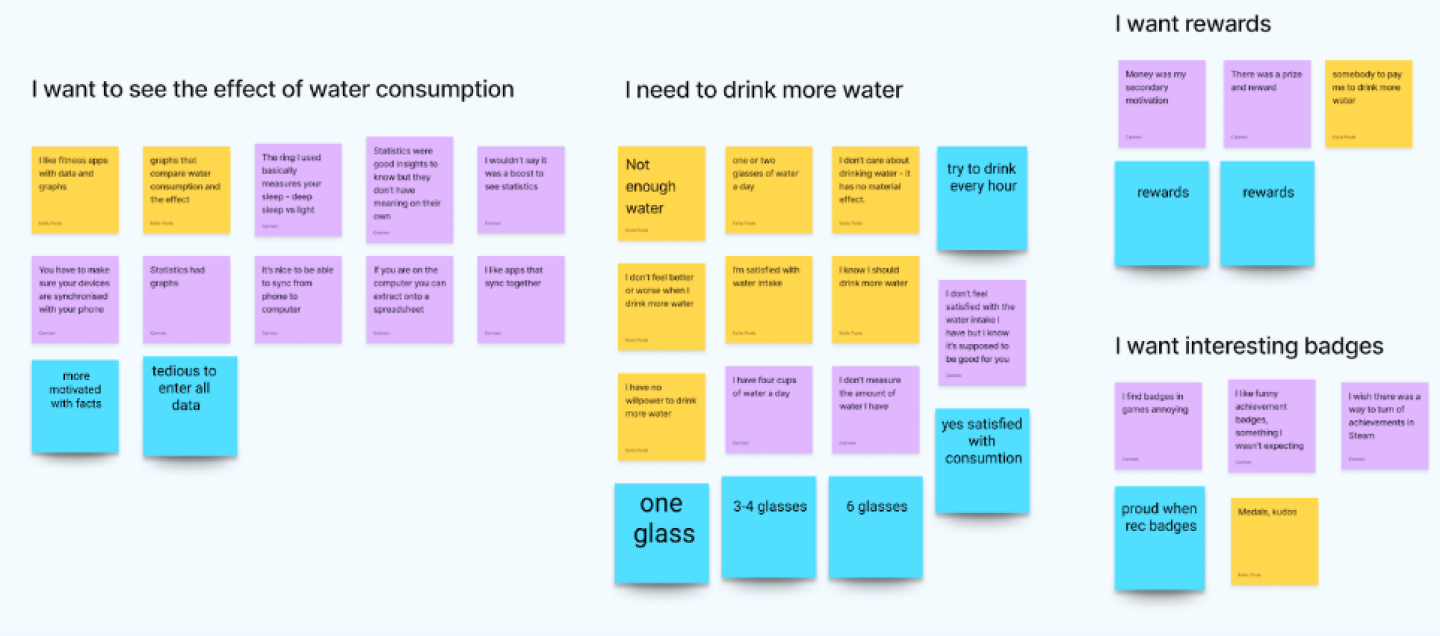 I want to see the effect of water consumption
I like fitness apps
with data and
graphs
Katie Poole
graphs that
compare water
consumption and
the effect
Katie Poole
The ring I used
basically
measures your
sleep - deep
sleep vs light
Carmen
Statistics were
good insights to
know but they
don't have
meaning on their
own
Carmen
I wouldn't say it
was a boost to
see statistics
Carmen
You have to make
sure your devices
are synchronised
with your phone
Carmen
Statistics had
graphs
Carmen
It's nice to be able
to sync from
phone to
computer
Carmen
If you are on the
computer you can
extract onto a
spreadsheet
Carmen
I like apps that
sync together
Carmen
more
motivated
with facts
tedious to
enter all
data
I need to drink more water
Not
enough
water
Katie Poole
one or two
glasses of water
a day
Katie Poole
I don't care about
drinking water - it
has no material
effect.
Katie Poole
try to drink
every hour
I don't feel better
or worse when I
drink more water
Katie Poole
I'm satisfied with
water intake
Katie Poole
I know I should
drink more water
Katie Poole
I don't feel
satisfied with the
water intake I
have but I know
it's supposed to
be good for you
Carmen
I have no
willpower to drink
more water
Katie Poole
I have four cups
of water a day
Carmen
I don't measure
the amount of
water I have
Carmen
yes satisfied
with
consumtion
one
glass
3-4 glasses
6 glasses
I want rewards
Money was my
secondary
motivation
Carmen
There was a prize
and reward
Carmen
somebody to pay
me to drink more
water
Katie Poole
rewards
rewards
I want interesting badges
I find badges in
games annoying
Carmen
I like funny
achievement
badges,
something I
wasn't expecting
Carmen
I wish there was a
way to turn of
achievements in
Steam
Carmen
proud when
rec badges
Medals, kudos
Katie Poole